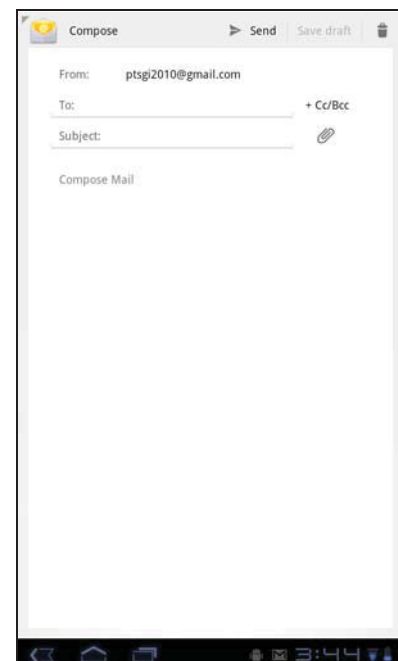 Compose Send Save draft
From: ptsgi2010@gmail.com
To: + Cc/Bcc
Subject:
Compose Mail
3:44